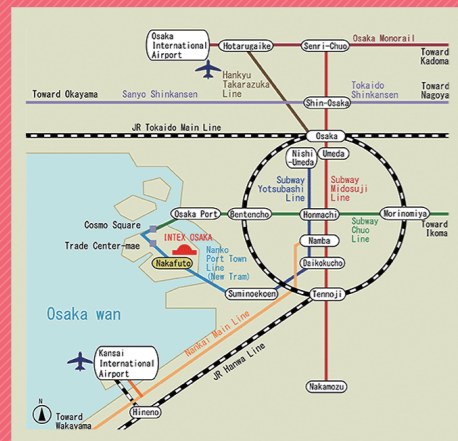 Osaka
International
Airport
Hotarugaike
Senri-Chuo
Osaka Monorail
Toward
Kadoma
Hankyu
Takarazuka
Line
Toward Okayama
Sanyo Shinkansen
Shin-Osaka
Tokaido
Shinkansen
Toward
Nagoya
JR Tokaido Main Line
Osaka
Nishi
-Umeda
Umeda
Subway
Yotsubashi
Line
Subway
Midosuji
Line
Cosmo Square
Osaka Port
Bentencho
Honmachi
Morinomiya
Subway
Chuo
Line
Toward
Ikoma
Trade Center-mae
INTEX OSAKA
Nakafuto
Nanko
Port Town
Line
(New Tram)
Namba
Daikokucho
Suminoekoen
Tennoji
Osaka wan
Nankai Main Line
JR Hanwa Line
Kansai
International
Airport
Nakamozu
Hineno
N
Toward
Wakayama